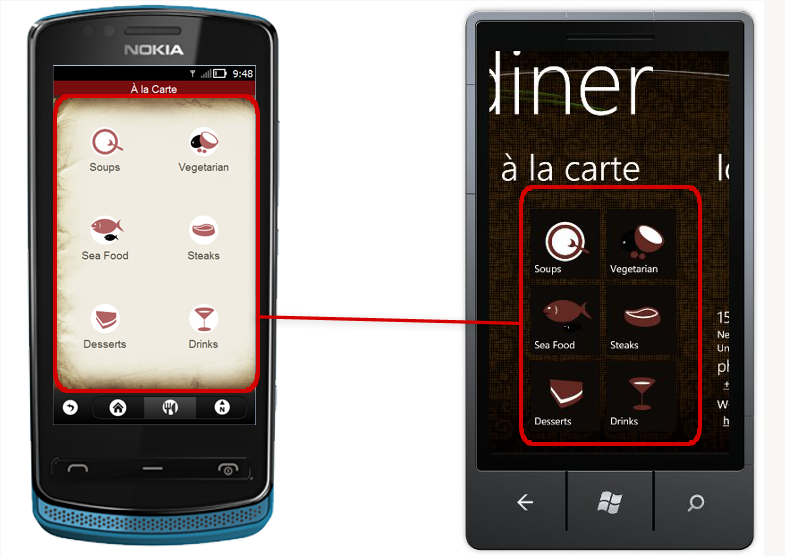 NOKIA
9:48
À la Carte
Soups
Vegetarian
Sea Food
Steaks
Desserts
Drinks
N
diner
à la carte
Soups
Vegetarian
Sea Food
Steaks
Desserts
Drinks
15
Ne
Un
ph
+
W
h